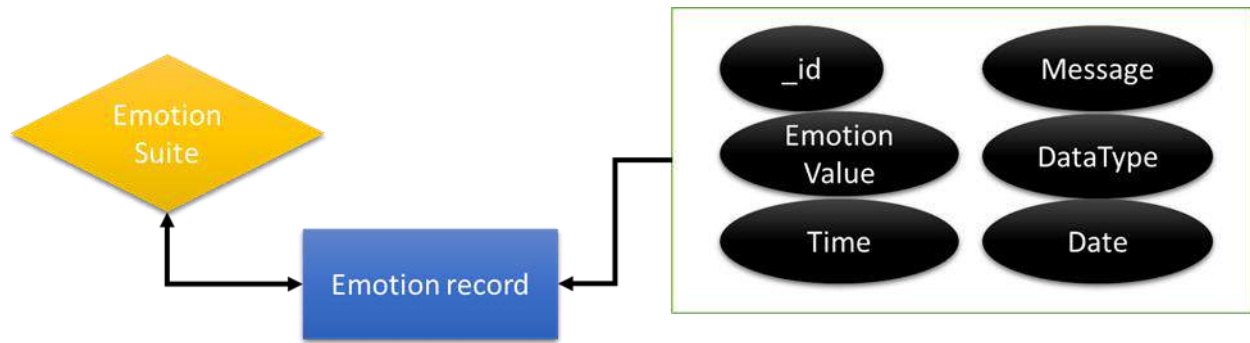 Emotion
Suite
Emotion record
_id
Message
Emotion
Value
DataType
Time
Date